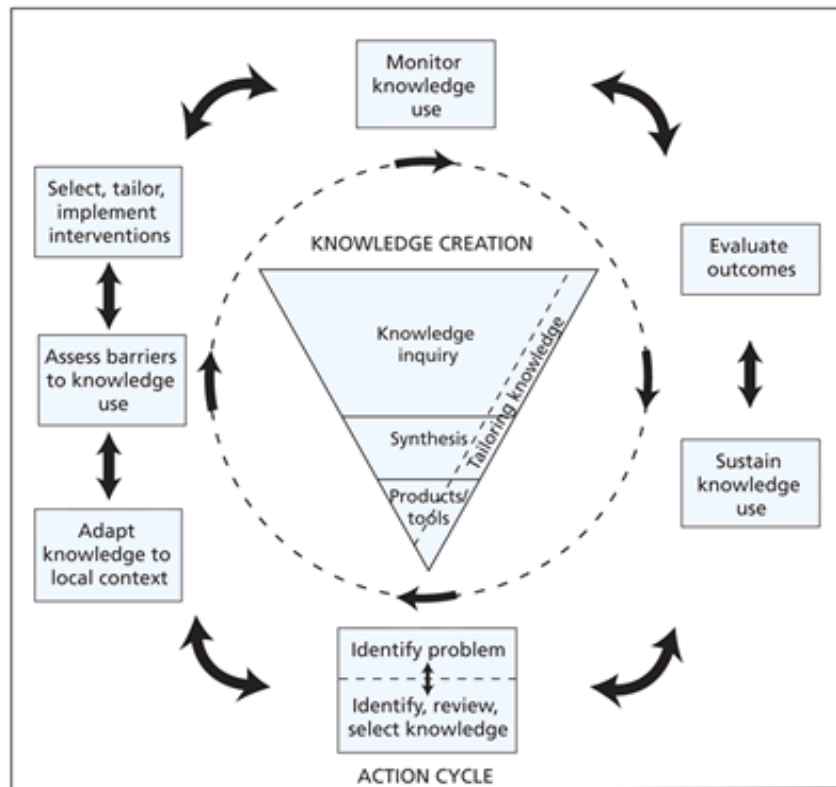 Monitor
knowledge
use
Select, tailor,
implement
interventions
Evaluate
outcomes
KNOWLEDGE CREATION
Knowledge
inquiry
Tailoring knowledge
Assess barriers
to knowledge
use
Synthesis
Products/
tools
Sustain
knowledge
use
Adapt
knowledge to
local context
Identify problem
Identify, review,
select knowledge
ACTION CYCLE